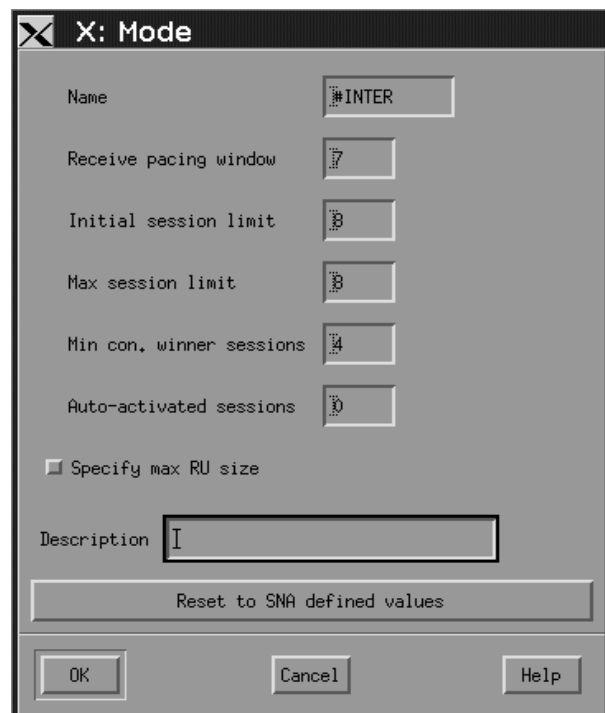 X: Mode
Name #INTER
Receive pacing window 7
Initial session limit 8
Max session limit 8
Min con. winner sessions 4
Auto-activated sessions 0
Specify max RU size
Description
Reset to SNA defined values
OK Cancel Help